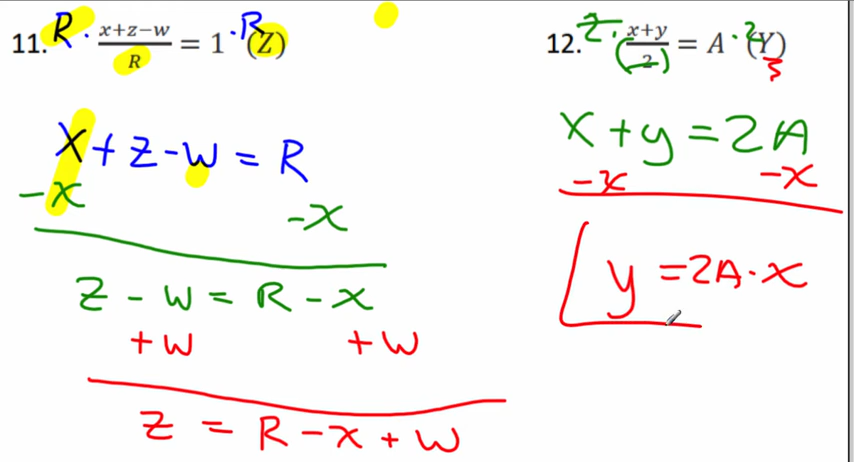 11. R · x+z−w / R = 1 · R (Z)
x + z - w = R
-x -x
z - w = R - x
+w +w
z = R - x + w
12. 2 · x+y / (2) = A · 2 (Y)
x + y = 2A
-x -x
y = 2A - x